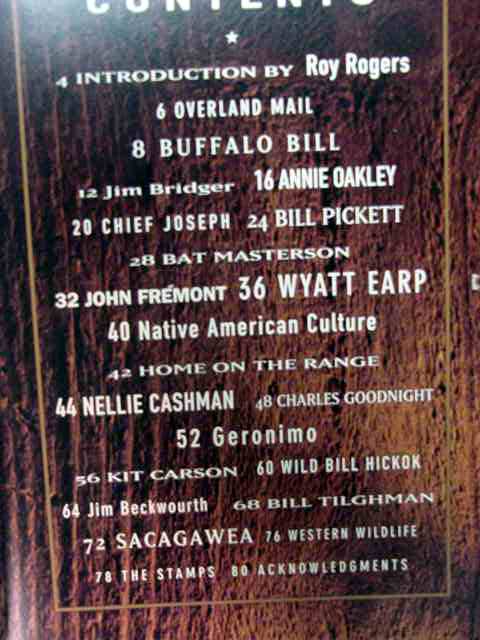 CONTENTS
4 INTRODUCTION BY Roy Rogers
6 OVERLAND MAIL
8 BUFFALO BILL
12 Jim Bridger 16 ANNIE OAKLEY
20 CHIEF JOSEPH 24 BILL PICKETT
28 BAT MASTERSON
32 JOHN FRÉMONT 36 WYATT EARP
40 Native American Culture
42 HOME ON THE RANGE
44 NELLIE CASHMAN 48 CHARLES GOODNIGHT
52 Geronimo
56 KIT CARSON 60 WILD BILL HICKOK
64 Jim Beckwourth 68 BILL TILGHMAN
72 SACAGAWEA 76 WESTERN WILDLIFE
78 THE STAMPS 80 ACKNOWLEDGMENTS